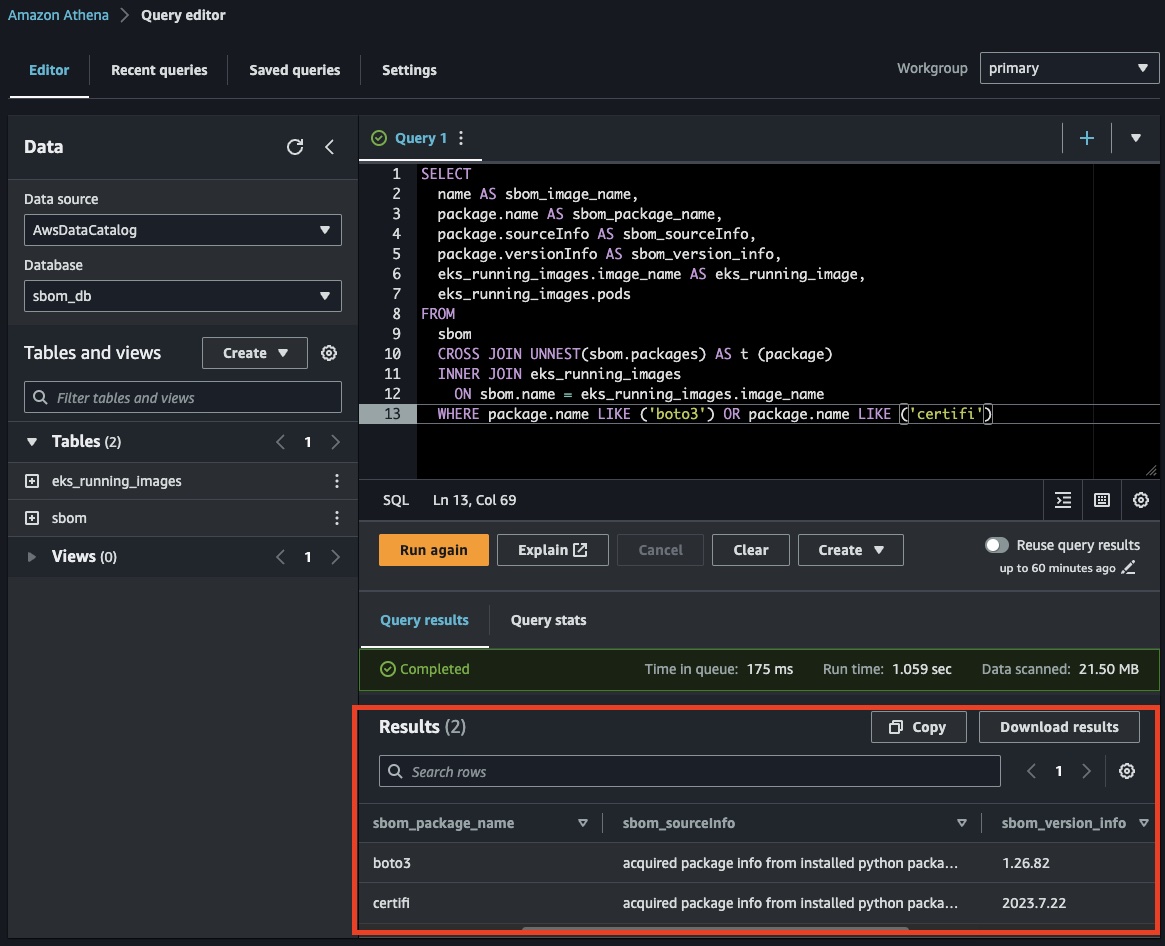 Amazon Athena > Query editor
Editor Recent queries Saved queries Settings
Workgroup primary
Data
Data source
AwsDataCatalog
Database
sbom_db
Tables and views Create
Filter tables and views
Tables (2) 1
eks_running_images
sbom
Views (0) 1
Query 1
1 SELECT
2 name AS sbom_image_name,
3 package.name AS sbom_package_name,
4 package.sourceInfo AS sbom_sourceInfo,
5 package.versionInfo AS sbom_version_info,
6 eks_running_images.image_name AS eks_running_image,
7 eks_running_images.pods
8 FROM
9 sbom
10 CROSS JOIN UNNEST(sbom.packages) AS t (package)
11 INNER JOIN eks_running_images
12 ON sbom.name = eks_running_images.image_name
13 WHERE package.name LIKE ('boto3') OR package.name LIKE ('certifi')
SQL Ln 13, Col 69
Run again Explain Cancel Clear Create
Reuse query results
up to 60 minutes ago
Query results Query stats
Completed Time in queue: 175 ms Run time: 1.059 sec Data scanned: 21.50 MB
Results (2) Copy Download results
Search rows 1
sbom_package_name sbom_sourceInfo sbom_version_info
boto3 acquired package info from installed python packa... 1.26.82
certifi acquired package info from installed python packa... 2023.7.22